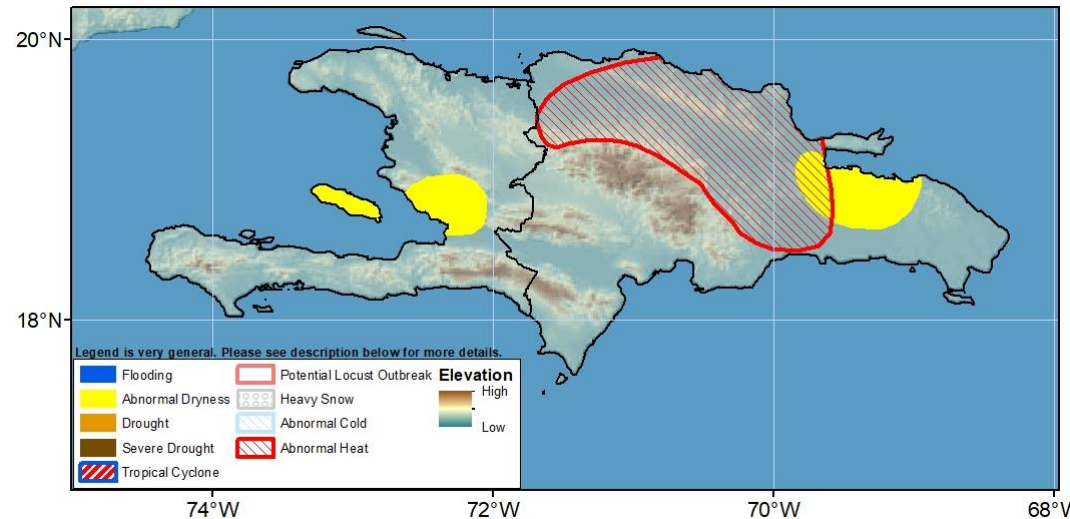 20°N
18°N
Legend is very general. Please see description below for more details.
Flooding
Potential Locust Outbreak
Elevation
Abnormal Dryness
Heavy Snow
High
Drought
Abnormal Cold
Low
Severe Drought
Abnormal Heat
Tropical Cyclone
74°W
72°W
70°W
68°W